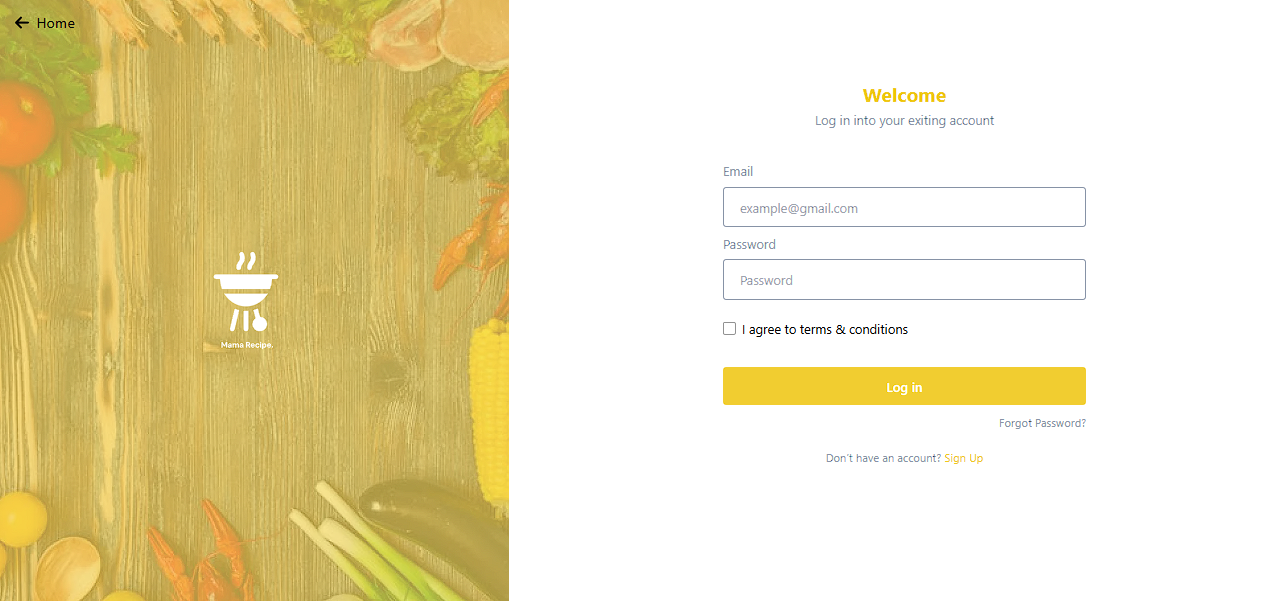 Home
Mama Recipe.
Welcome
Log in into your exiting account
Email
example@gmail.com
Password
Password
I agree to terms & conditions
Log in
Forgot Password?
Don't have an account? Sign Up